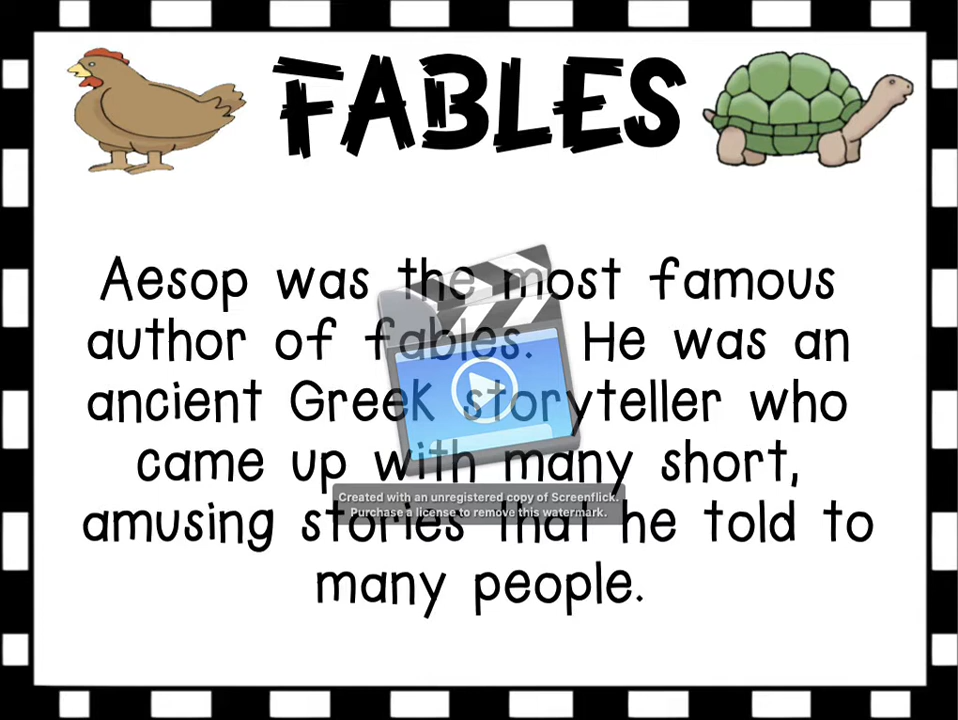 FABLES
Aesop was the most famous
author of fables. He was an
ancient Greek storyteller who
came up with many short,
amusing stories that he told to
many people.
Created with an unregistered copy of Screenflick.
Purchase a license to remove this watermark.